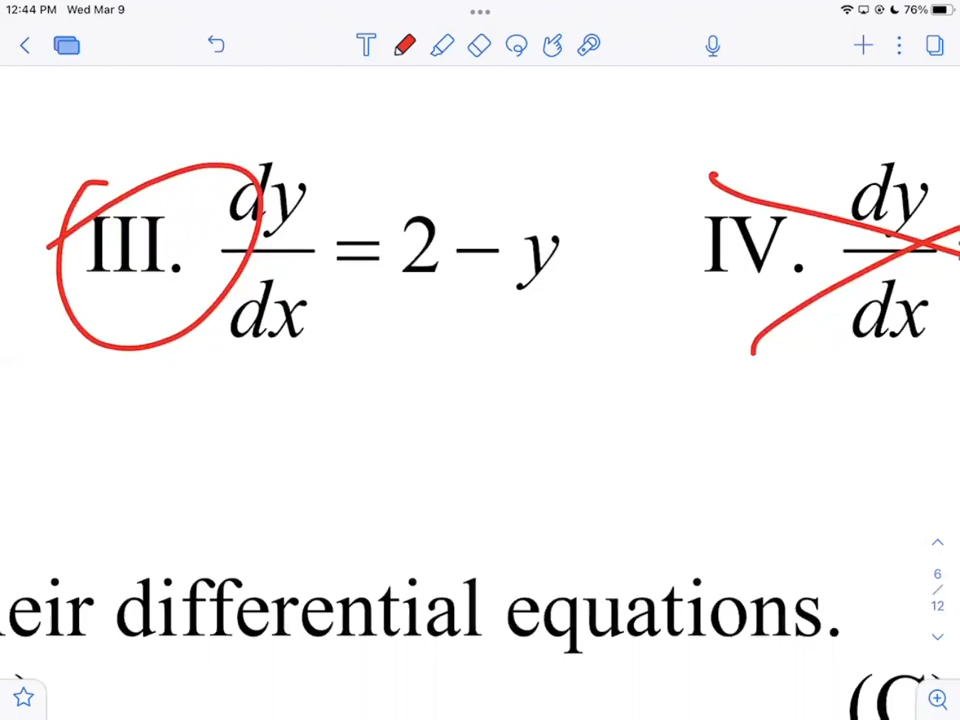 12:44 PM Wed Mar 9 76%
III. dy/dx = 2 − y IV. dy/dx
6
/
12
eir differential equations.
(C)